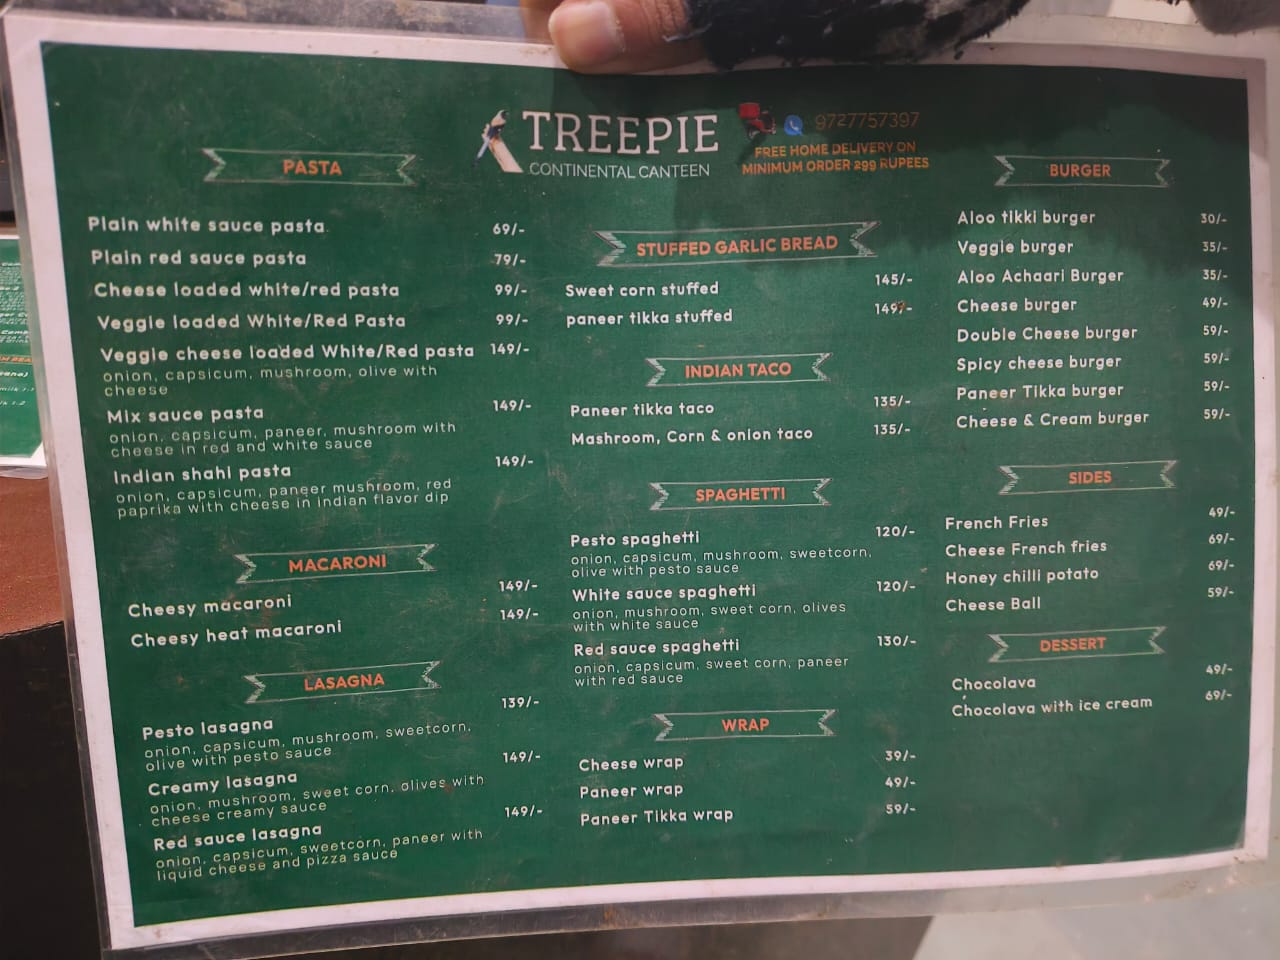 TREEPIE
CONTINENTAL CANTEEN
9727757397
FREE HOME DELIVERY ON
MINIMUM ORDER 299 RUPEES
PASTA
Plain white sauce pasta 69/-
Plain red sauce pasta 79/-
Cheese loaded white/red pasta 99/-
Veggie loaded White/Red Pasta 99/-
Veggie cheese loaded White/Red pasta 149/-
onion, capsicum, mushroom, olive with
cheese
Mix sauce pasta 149/-
onion, capsicum, paneer, mushroom with
cheese in red and white sauce
Indian shahi pasta 149/-
onion, capsicum, paneer mushroom, red
paprika with cheese in indian flavor dip
MACARONI
Cheesy macaroni 149/-
Cheesy heat macaroni 149/-
LASAGNA
Pesto lasagna 139/-
onion, capsicum, mushroom, sweetcorn,
olive with pesto sauce
Creamy lasagna 149/-
onion, mushroom, sweet corn, olives with
cheese creamy sauce
Red sauce lasagna 149/-
onion, capsicum, sweetcorn, paneer with
liquid cheese and pizza sauce
STUFFED GARLIC BREAD
Sweet corn stuffed 145/-
paneer tikka stuffed 149/-
INDIAN TACO
Paneer tikka taco 135/-
Mashroom, Corn & onion taco 135/-
SPAGHETTI
Pesto spaghetti 120/-
onion, capsicum, mushroom, sweetcorn,
olive with pesto sauce
White sauce spaghetti 120/-
onion, mushroom, sweet corn, olives
with white sauce
Red sauce spaghetti 130/-
onion, capsicum, sweet corn, paneer
with red sauce
WRAP
Cheese wrap 39/-
Paneer wrap 49/-
Paneer Tikka wrap 59/-
BURGER
Aloo tikki burger 30/-
Veggie burger 35/-
Aloo Achaari Burger 35/-
Cheese burger 49/-
Double Cheese burger 59/-
Spicy cheese burger 59/-
Paneer Tikka burger 59/-
Cheese & Cream burger 59/-
SIDES
French Fries 49/-
Cheese French fries 69/-
Honey chilli potato 69/-
Cheese Ball 59/-
DESSERT
Chocolava 49/-
Chocolava with ice cream 69/-